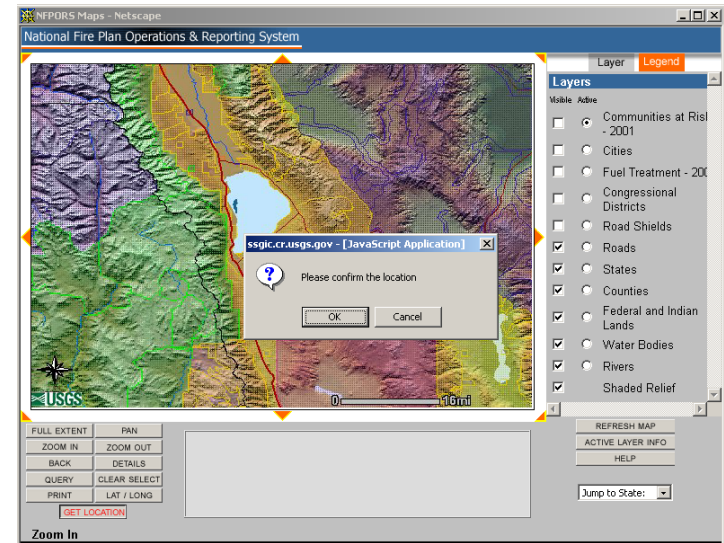 NFPORS Maps - Netscape
National Fire Plan Operations & Reporting System
Layer Legend
Layers
Visible Active
Communities at Ris
- 2001
Cities
Fuel Treatment - 200
Congressional
Districts
Road Shields
Roads
States
Counties
Federal and Indian
Lands
Water Bodies
Rivers
Shaded Relief
ssgic.cr.usgs.gov - [JavaScript Application]
Please confirm the location
OK Cancel
USGS
0 16mi
FULL EXTENT PAN
ZOOM IN ZOOM OUT
BACK DETAILS
QUERY CLEAR SELECT
PRINT LAT / LONG
GET LOCATION
Zoom In
REFRESH MAP
ACTIVE LAYER INFO
HELP
Jump to State: